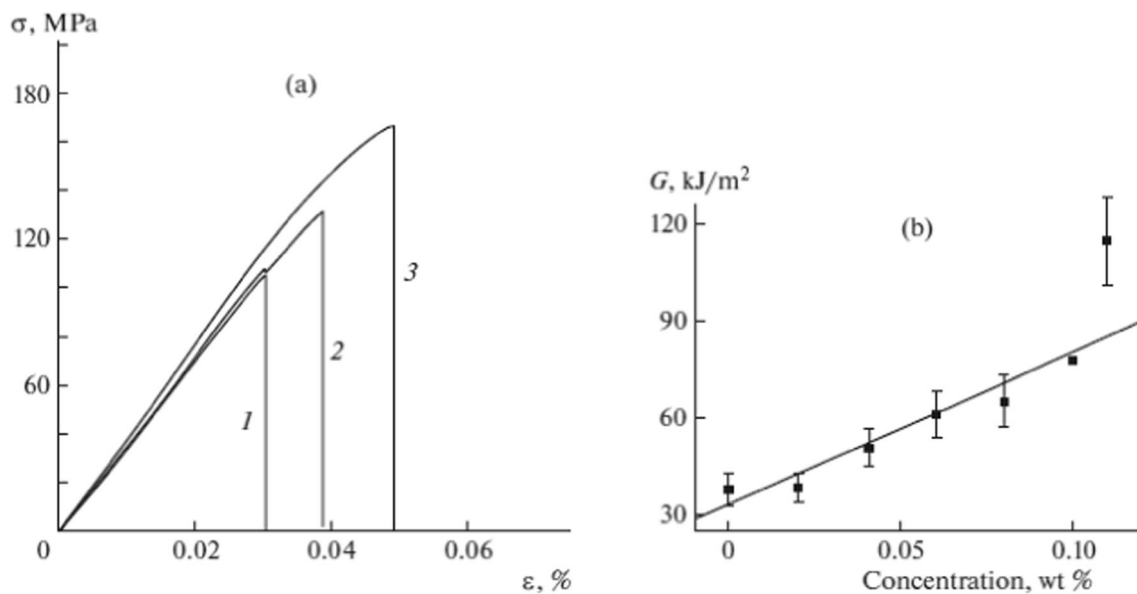 σ, MPa
(a)
180
120
60
0
0.02
0.04
0.06
ε, %
1
2
3
G, kJ/m²
(b)
120
90
60
30
0
0.05
0.10
Concentration, wt %